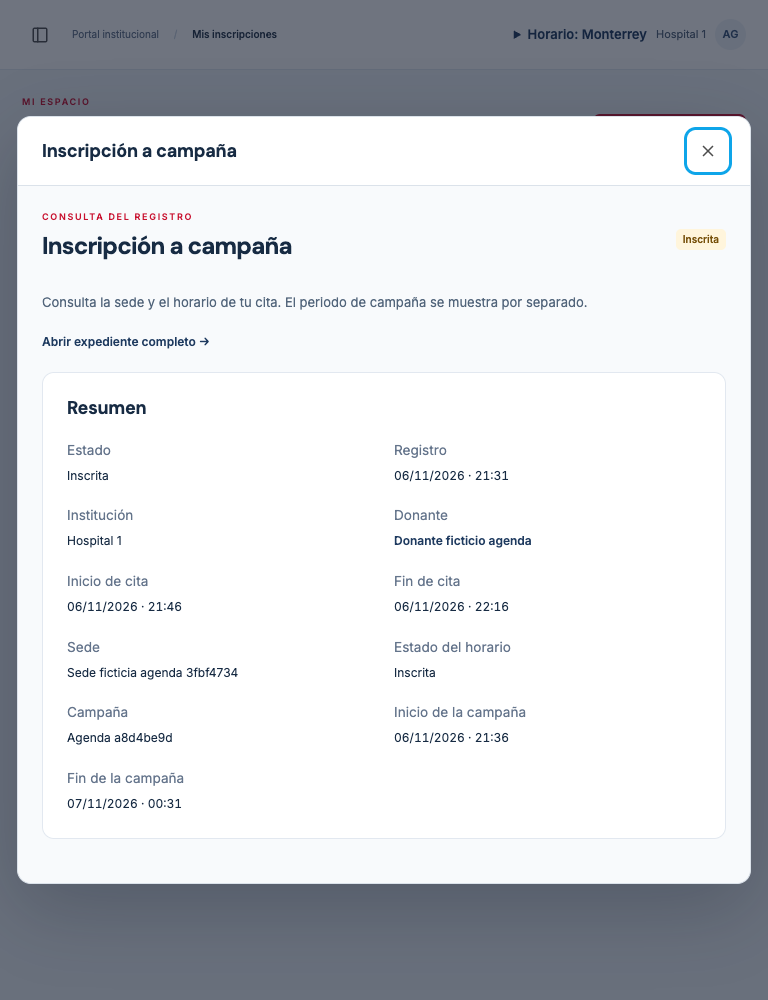 Portal institucional / Mis inscripciones
Horario: Monterrey Hospital 1 AG
MI ESPACIO
Inscripción a campaña
CONSULTA DEL REGISTRO
Inscripción a campaña
Inscrita
Consulta la sede y el horario de tu cita. El periodo de campaña se muestra por separado.
Abrir expediente completo →
Resumen
Estado
Inscrita
Registro
06/11/2026 · 21:31
Institución
Hospital 1
Donante
Donante ficticio agenda
Inicio de cita
06/11/2026 · 21:46
Fin de cita
06/11/2026 · 22:16
Sede
Sede ficticia agenda 3fbf4734
Estado del horario
Inscrita
Campaña
Agenda a8d4be9d
Inicio de la campaña
06/11/2026 · 21:36
Fin de la campaña
07/11/2026 · 00:31